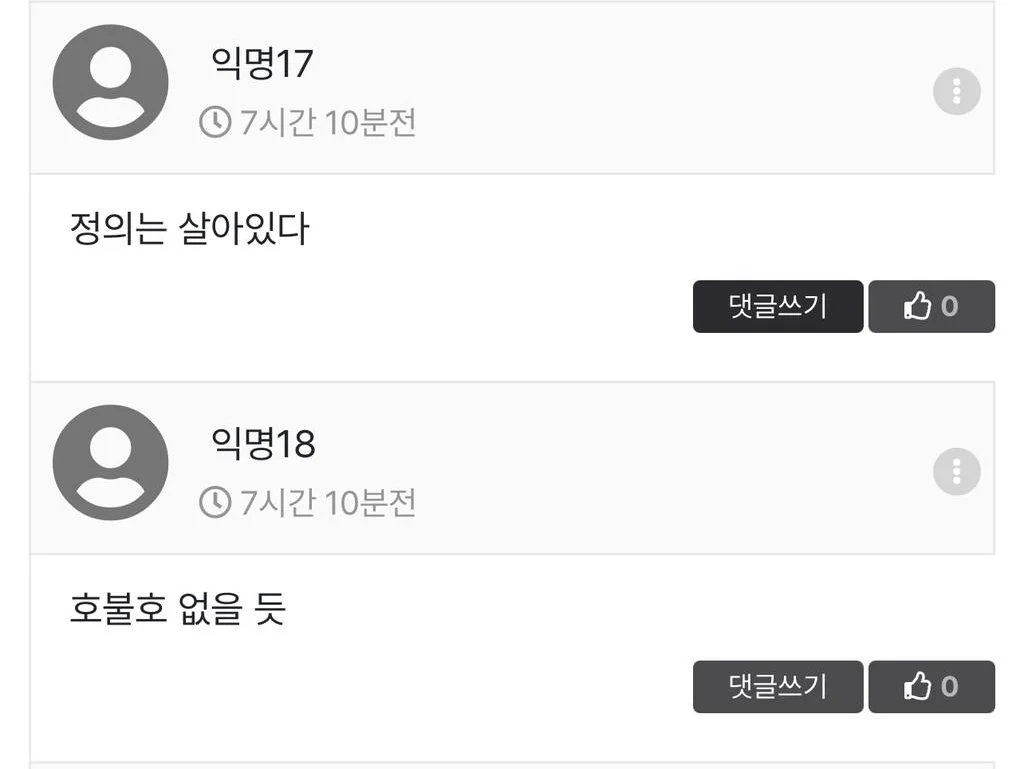 익명17
7시간 10분전
정의는 살아있다
댓글쓰기 0
익명18
7시간 10분전
호불호 없을 듯
댓글쓰기 0